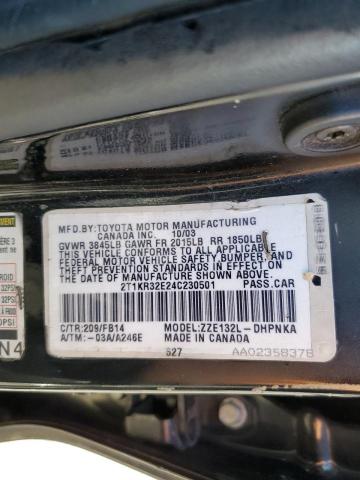 MFD.BY:TOYOTA MOTOR MANUFACTURING
CANADA INC. 10/03
GVWR 3845LB GAWR FR 2015LB RR 1850LB
THIS VEHICLE CONFORMS TO ALL APPLICABLE
FEDERAL MOTOR VEHICLE SAFETY,BUMPER,AND
THEFT PREVENTION STANDARDS IN EFFECT ON
THE DATE OF MANUFACTURE SHOWN ABOVE.
2T1KR32E24C230501 PASS.CAR
C/TR:209/FB14 MODEL:ZZE132L-DHPNKA
A/TM:-03A/A246E MADE IN CANADA
S27 AA02358378
N4